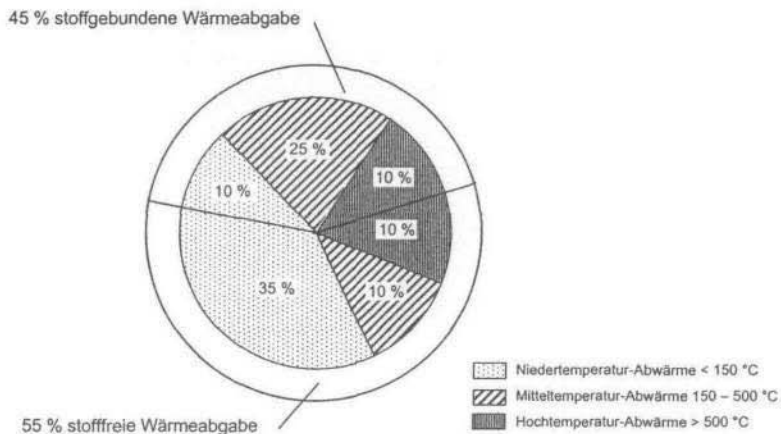 45 % stoffgebundene Wärmeabgabe
25 %
10 %
10 %
10 %
35 %
10 %
Niedertemperatur-Abwärme < 150 °C
Mitteltemperatur-Abwärme 150 – 500 °C
Hochtemperatur-Abwärme > 500 °C
55 % stofffreie Wärmeabgabe